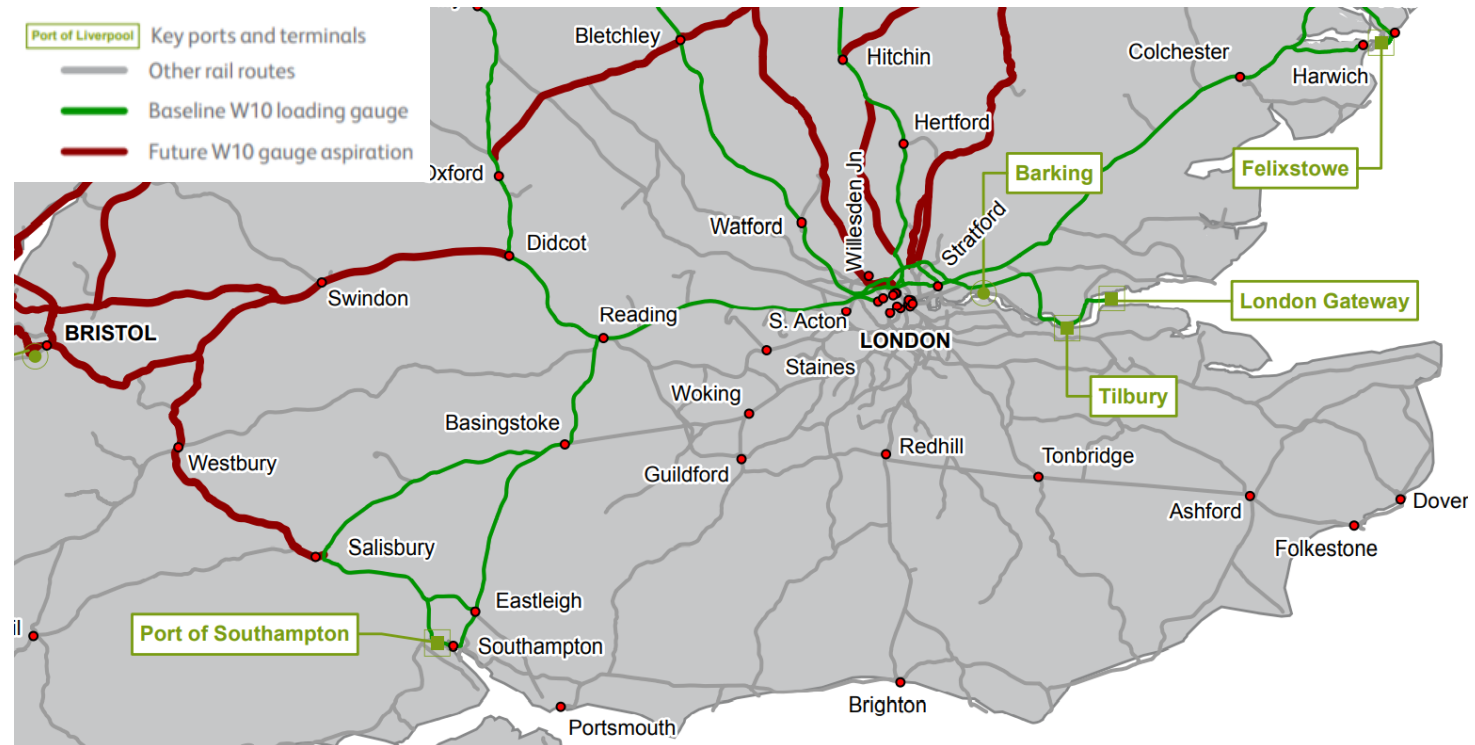 Port of Liverpool
Key ports and terminals
Other rail routes
Baseline W10 loading gauge
Future W10 gauge aspiration
Bletchley
Hitchin
Colchester
Harwich
Hertford
Felixstowe
Barking
Oxford
Willesden Jn
Watford
Stratford
Didcot
Swindon
London Gateway
Reading
S. Acton
BRISTOL
LONDON
Staines
Tilbury
Woking
Basingstoke
Redhill
Tonbridge
Westbury
Guildford
Ashford
Dover
Salisbury
Folkestone
Eastleigh
Port of Southampton
Southampton
Brighton
Portsmouth